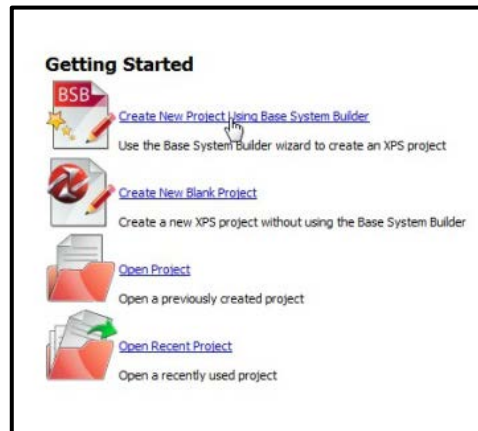 Getting Started
BSB
Create New Project Using Base System Builder
Use the Base System Builder wizard to create an XPS project
Create New Blank Project
Create a new XPS project without using the Base System Builder
Open Project
Open a previously created project
Open Recent Project
Open a recently used project